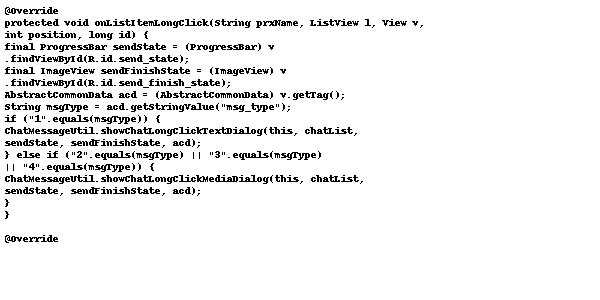 @Override
protected void onListItemLongClick(String prxName, ListView l, View v,
int position, long id) {
final ProgressBar sendState = (ProgressBar) v
.findViewById(R.id.send_state);
final ImageView sendFinishState = (ImageView) v
.findViewById(R.id.send_finish_state);
AbstractCommonData acd = (AbstractCommonData) v.getTag();
String msgType = acd.getStringValue("msg_type");
if ("1".equals(msgType)) {
ChatMessageUtil.showChatLongClickTextDialog(this, chatList,
sendState, sendFinishState, acd);
} else if ("2".equals(msgType) || "3".equals(msgType)
|| "4".equals(msgType)) {
ChatMessageUtil.showChatLongClickMediaDialog(this, chatList,
sendState, sendFinishState, acd);
}
}
@Override